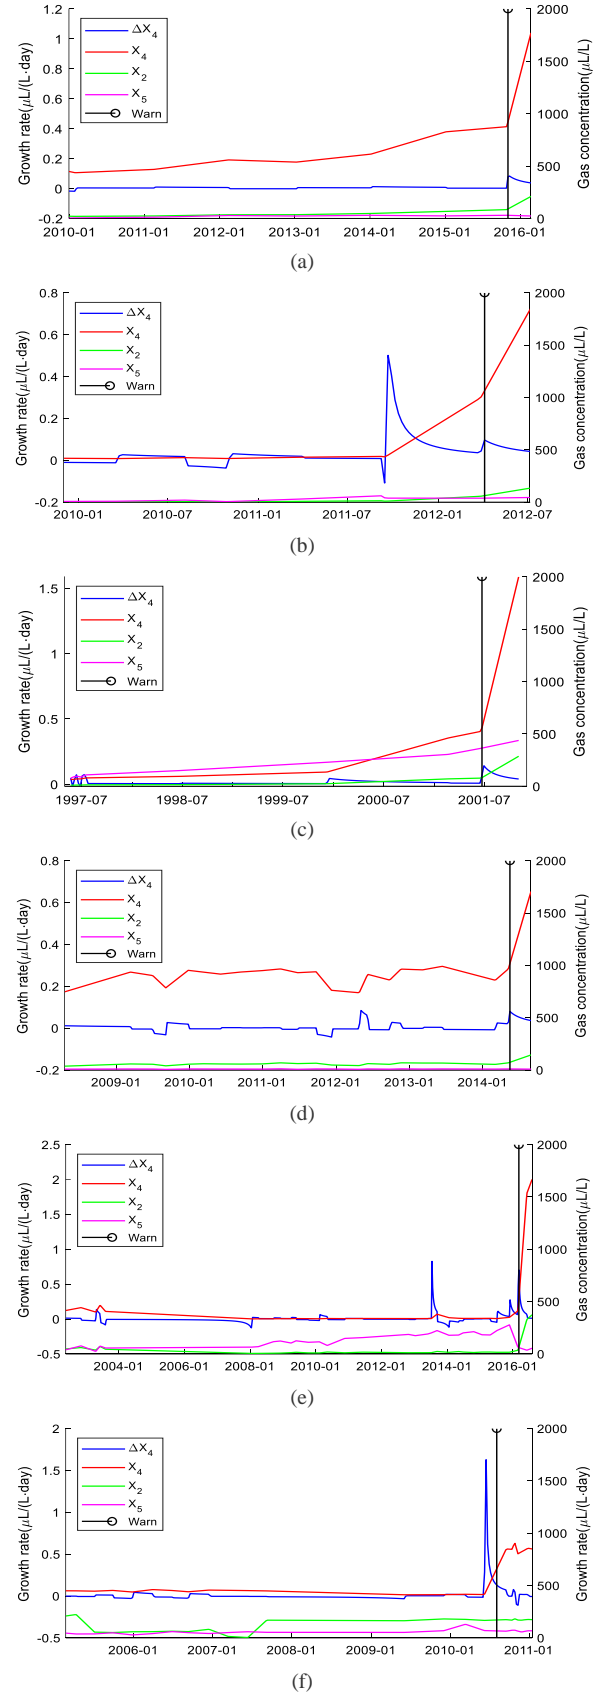 1.2
1
0.8
0.6
0.4
0.2
0
-0.2
Growth rate(μL/(L·day)
ΔX4
X4
X2
X5
Warn
2000
1500
1000
500
0
Gas concentration(μL/L)
2010-01 2011-01 2012-01 2013-01 2014-01 2015-01 2016-01
(a)
0.8
0.6
0.4
0.2
0
-0.2
Growth rate(μL/(L·day)
ΔX4
X4
X2
X5
Warn
2000
1500
1000
500
0
Gas concentration(μL/L)
2010-01 2010-07 2011-01 2011-07 2012-01 2012-07
(b)
1.5
1
0.5
0
Growth rate(μL/(L·day)
ΔX4
X4
X2
X5
Warn
2000
1500
1000
500
0
Gas concentration(μL/L)
1997-07 1998-07 1999-07 2000-07 2001-07
(c)
0.8
0.6
0.4
0.2
0
-0.2
Growth rate(μL/(L·day)
ΔX4
X4
X2
X5
Warn
2000
1500
1000
500
0
Gas concentration(μL/L)
2009-01 2010-01 2011-01 2012-01 2013-01 2014-01
(d)
2.5
2
1.5
1
0.5
0
-0.5
Growth rate(μL/(L·day)
ΔX4
X4
X2
X5
Warn
2000
1500
1000
500
0
Gas concentration(μL/L)
2004-01 2006-01 2008-01 2010-01 2012-01 2014-01 2016-01
(e)
2
1.5
1
0.5
0
-0.5
Growth rate(μL/(L·day)
ΔX4
X4
X2
X5
Warn
2000
1500
1000
500
0
Growth rate(μL/(L·day)
2006-01 2007-01 2008-01 2009-01 2010-01 2011-01
(f)